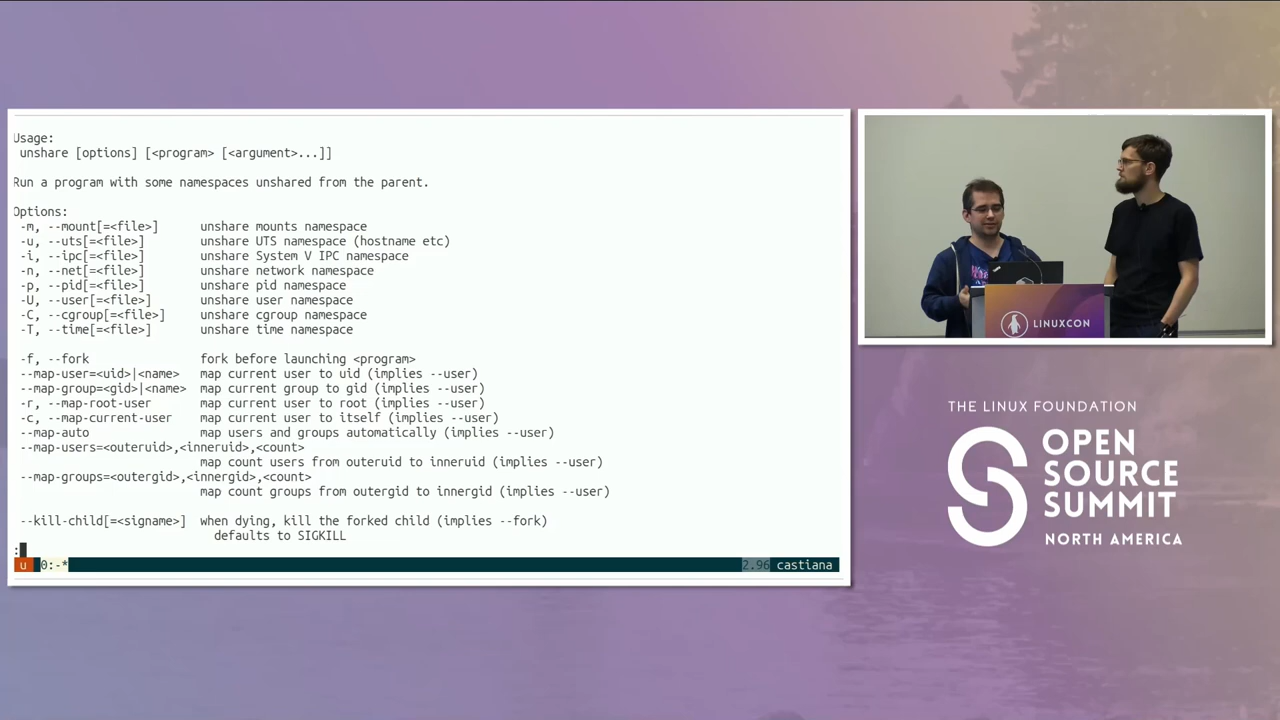 Usage:
unshare [options] [<program> [<argument>...]]
Run a program with some namespaces unshared from the parent.
Options:
-m, --mount[=<file>] unshare mounts namespace
-u, --uts[=<file>] unshare UTS namespace (hostname etc)
-i, --ipc[=<file>] unshare System V IPC namespace
-n, --net[=<file>] unshare network namespace
-p, --pid[=<file>] unshare pid namespace
-U, --user[=<file>] unshare user namespace
-C, --cgroup[=<file>] unshare cgroup namespace
-T, --time[=<file>] unshare time namespace
-f, --fork fork before launching <program>
--map-user=<uid>|<name> map current user to uid (implies --user)
--map-group=<gid>|<name> map current group to gid (implies --user)
-r, --map-root-user map current user to root (implies --user)
-c, --map-current-user map current user to itself (implies --user)
--map-auto map users and groups automatically (implies --user)
--map-users=<outeruid>,<inneruid>,<count>
map count users from outeruid to inneruid (implies --user)
--map-groups=<outergid>,<innergid>,<count>
map count groups from outergid to innergid (implies --user)
--kill-child[=<signame>] when dying, kill the forked child (implies --fork)
defaults to SIGKILL
:
u 0:-* 2.96 castiana
LINUXCON
THE LINUX FOUNDATION
OPEN
SOURCE
SUMMIT
NORTH AMERICA